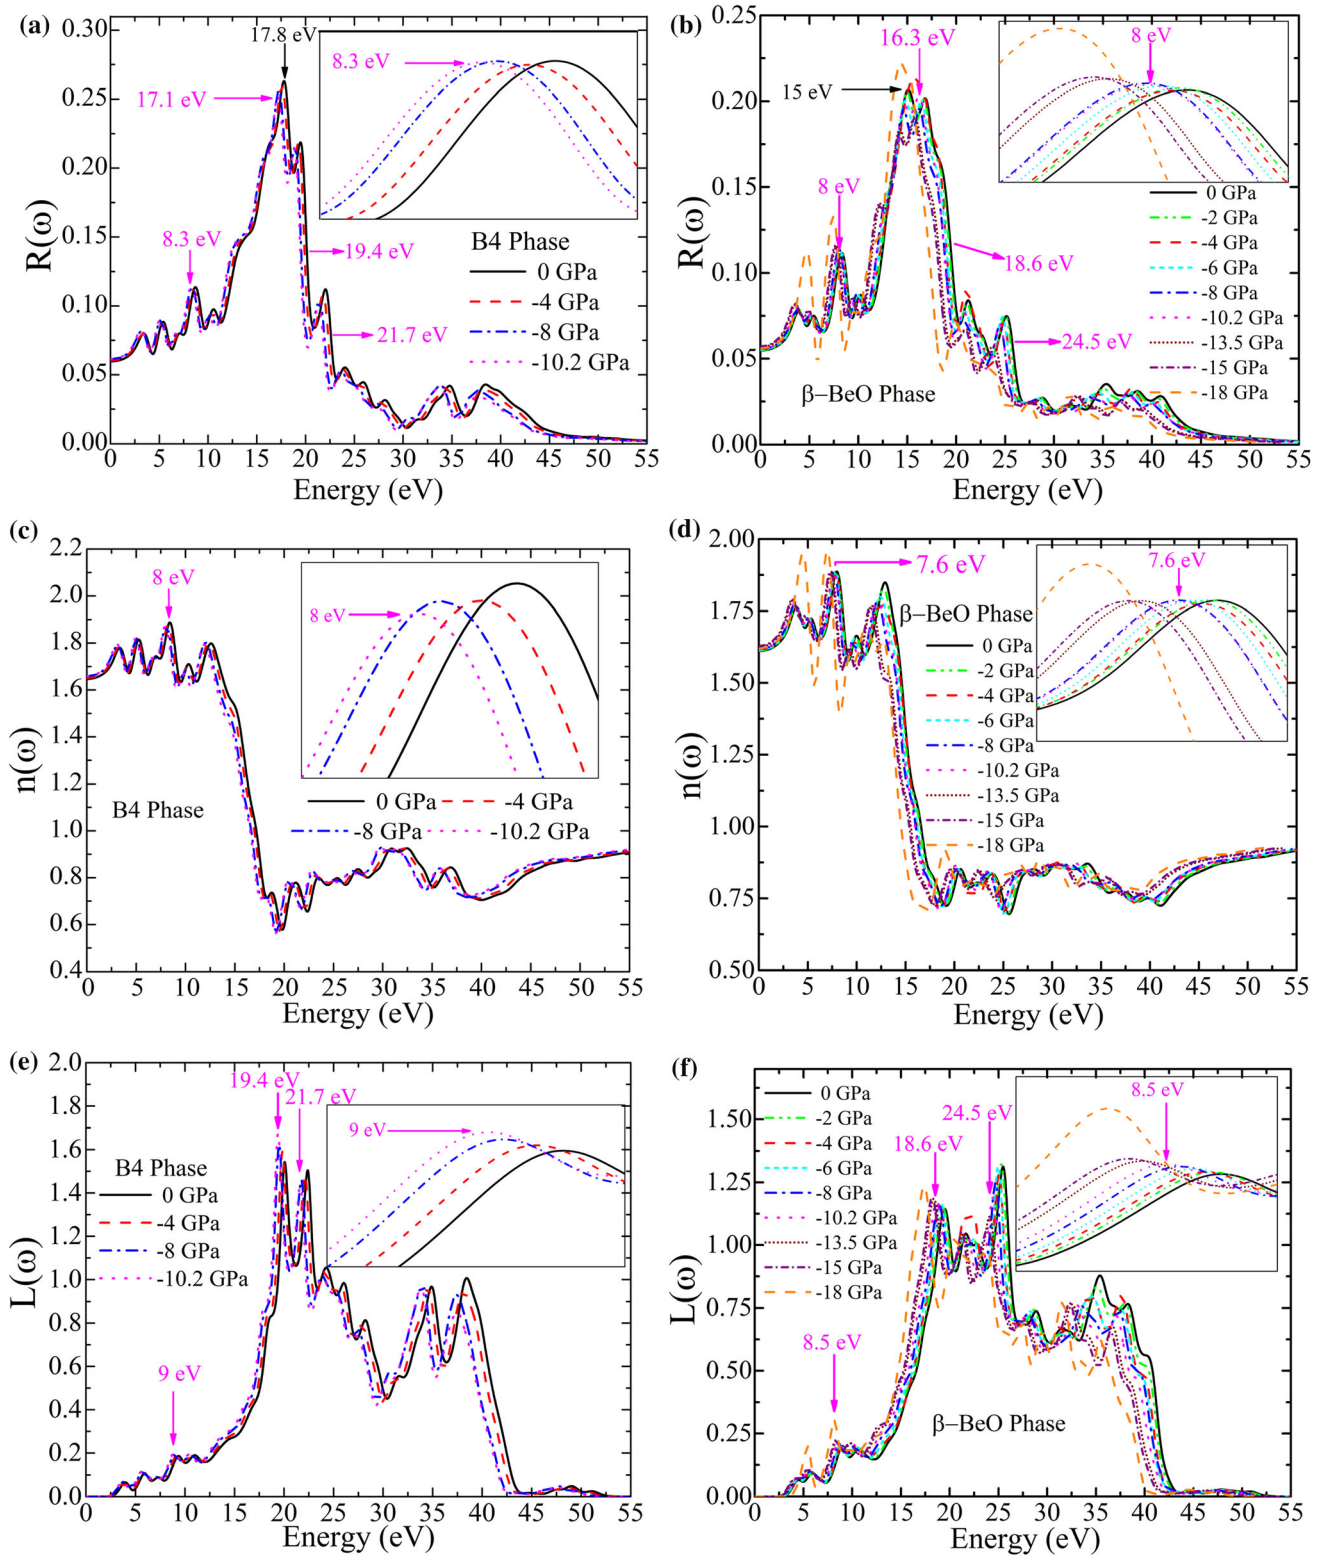 (a)
0.30
0.25
0.20
0.15
0.10
0.05
0.00
R(ω)
17.8 eV
17.1 eV
8.3 eV
8.3 eV
19.4 eV
21.7 eV
B4 Phase
0 GPa
-4 GPa
-8 GPa
-10.2 GPa
0 5 10 15 20 25 30 35 40 45 50 55
Energy (eV)
(b)
0.25
0.20
0.15
0.10
0.05
0.00
R(ω)
16.3 eV
15 eV
8 eV
8 eV
18.6 eV
24.5 eV
β–BeO Phase
0 GPa
-2 GPa
-4 GPa
-6 GPa
-8 GPa
-10.2 GPa
-13.5 GPa
-15 GPa
-18 GPa
0 5 10 15 20 25 30 35 40 45 50 55
Energy (eV)
(c)
2.2
2.0
1.8
1.6
1.4
1.2
1.0
0.8
0.6
0.4
n(ω)
8 eV
8 eV
B4 Phase
0 GPa -4 GPa
-8 GPa -10.2 GPa
0 5 10 15 20 25 30 35 40 45 50 55
Energy (eV)
(d)
2.00
1.75
1.50
1.25
1.00
0.75
0.50
n(ω)
7.6 eV
7.6 eV
β–BeO Phase
0 GPa
-2 GPa
-4 GPa
-6 GPa
-8 GPa
-10.2 GPa
-13.5 GPa
-15 GPa
-18 GPa
0 5 10 15 20 25 30 35 40 45 50 55
Energy (eV)
(e)
2.0
1.8
1.6
1.4
1.2
1.0
0.8
0.6
0.4
0.2
0.0
L(ω)
19.4 eV
21.7 eV
9 eV
9 eV
B4 Phase
0 GPa
-4 GPa
-8 GPa
-10.2 GPa
0 5 10 15 20 25 30 35 40 45 50 55
Energy (eV)
(f)
1.50
1.25
1.00
0.75
0.50
0.25
0.00
L(ω)
0 GPa
-2 GPa
-4 GPa
-6 GPa
-8 GPa
-10.2 GPa
-13.5 GPa
-15 GPa
-18 GPa
8.5 eV
24.5 eV
18.6 eV
8.5 eV
β–BeO Phase
0 5 10 15 20 25 30 35 40 45 50 55
Energy (eV)